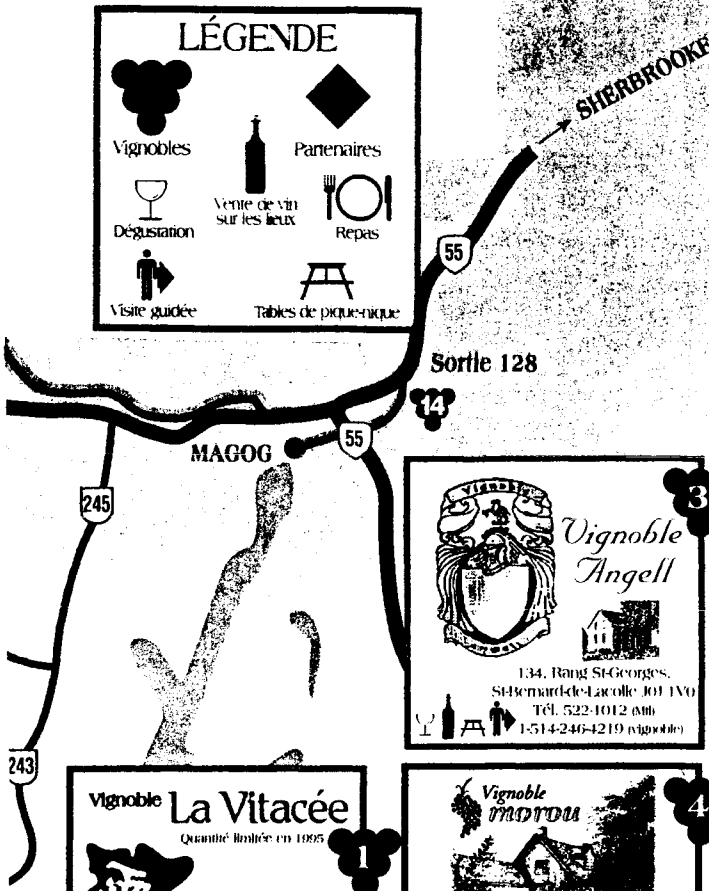 LÉGENDE
Vignobles
Partenaires
Vente de vin
sur les lieux
Dégustation
Repas
Visite guidée
Tables de pique-nique
SHERBROOKE
55
Sortie 128
14
55
MAGOG
245
243
3
Vignoble
Vignoble
Angell
134, Rang St-Georges,
St-Bernard-de-Lacolle J0J 1V0
Tél. 522-1012 (Mtl)
1-514-246-4219 (vignoble)
Vignoble La Vitacée
Quantité limitée en 1995
1
Vignoble
morou
4